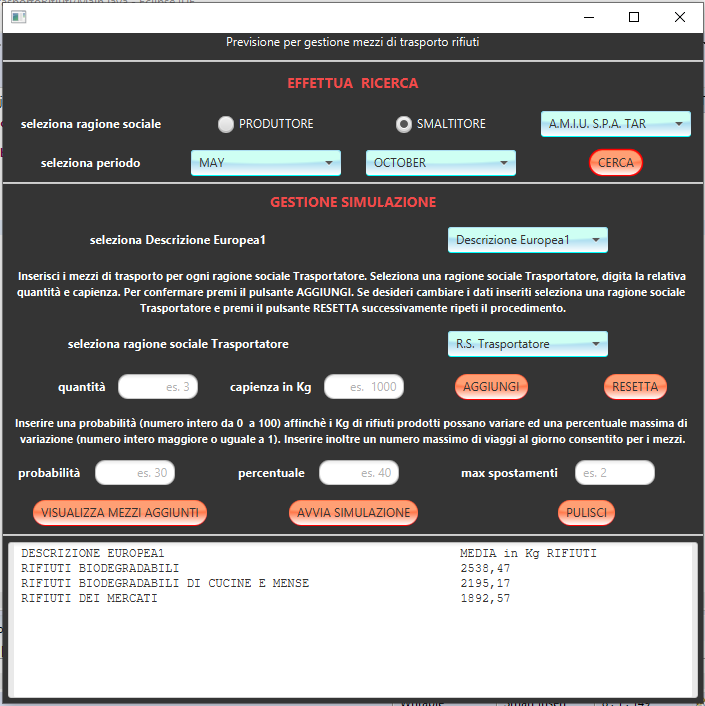 Previsione per gestione mezzi di trasporto rifiuti
EFFETTUA  RICERCA
seleziona ragione sociale
PRODUTTORE
SMALTITORE
A.M.I.U. S.P.A. TAR
seleziona periodo
MAY
OCTOBER
CERCA
GESTIONE SIMULAZIONE
seleziona Descrizione Europea1
Descrizione Europea1
Inserisci i mezzi di trasporto per ogni ragione sociale Trasportatore. Seleziona una ragione sociale Trasportatore, digita la relativa
quantità e capienza. Per confermare premi il pulsante AGGIUNGI. Se desideri cambiare i dati inseriti seleziona una ragione sociale
Trasportatore e premi il pulsante RESETTA successivamente ripeti il procedimento.
seleziona ragione sociale Trasportatore
R.S. Trasportatore
quantità
es. 3
capienza in Kg
es.  1000
AGGIUNGI
RESETTA
Inserire una probabilità (numero intero da 0  a 100) affinchè i Kg di rifiuti prodotti possano variare ed una percentuale massima di
variazione (numero intero maggiore o uguale a 1). Inserire inoltre un numero massimo di viaggi al giorno consentito per i mezzi.
probabilità
es. 30
percentuale
es. 40
max spostamenti
es. 2
VISUALIZZA MEZZI AGGIUNTI
AVVIA SIMULAZIONE
PULISCI
DESCRIZIONE EUROPEA1 MEDIA in Kg RIFIUTI
RIFIUTI BIODEGRADABILI 2538,47
RIFIUTI BIODEGRADABILI DI CUCINE E MENSE 2195,17
RIFIUTI DEI MERCATI 1892,57